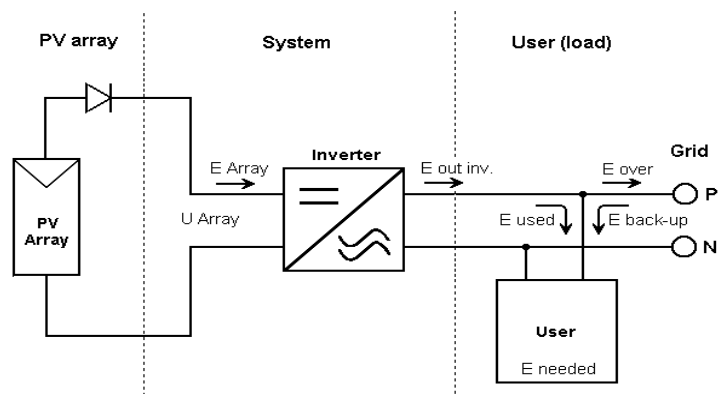 PV array
System
User (load)
Inverter
Grid
E Array
E out inv.
E over
P
PV
Array
U Array
E used
E back-up
N
User
E needed